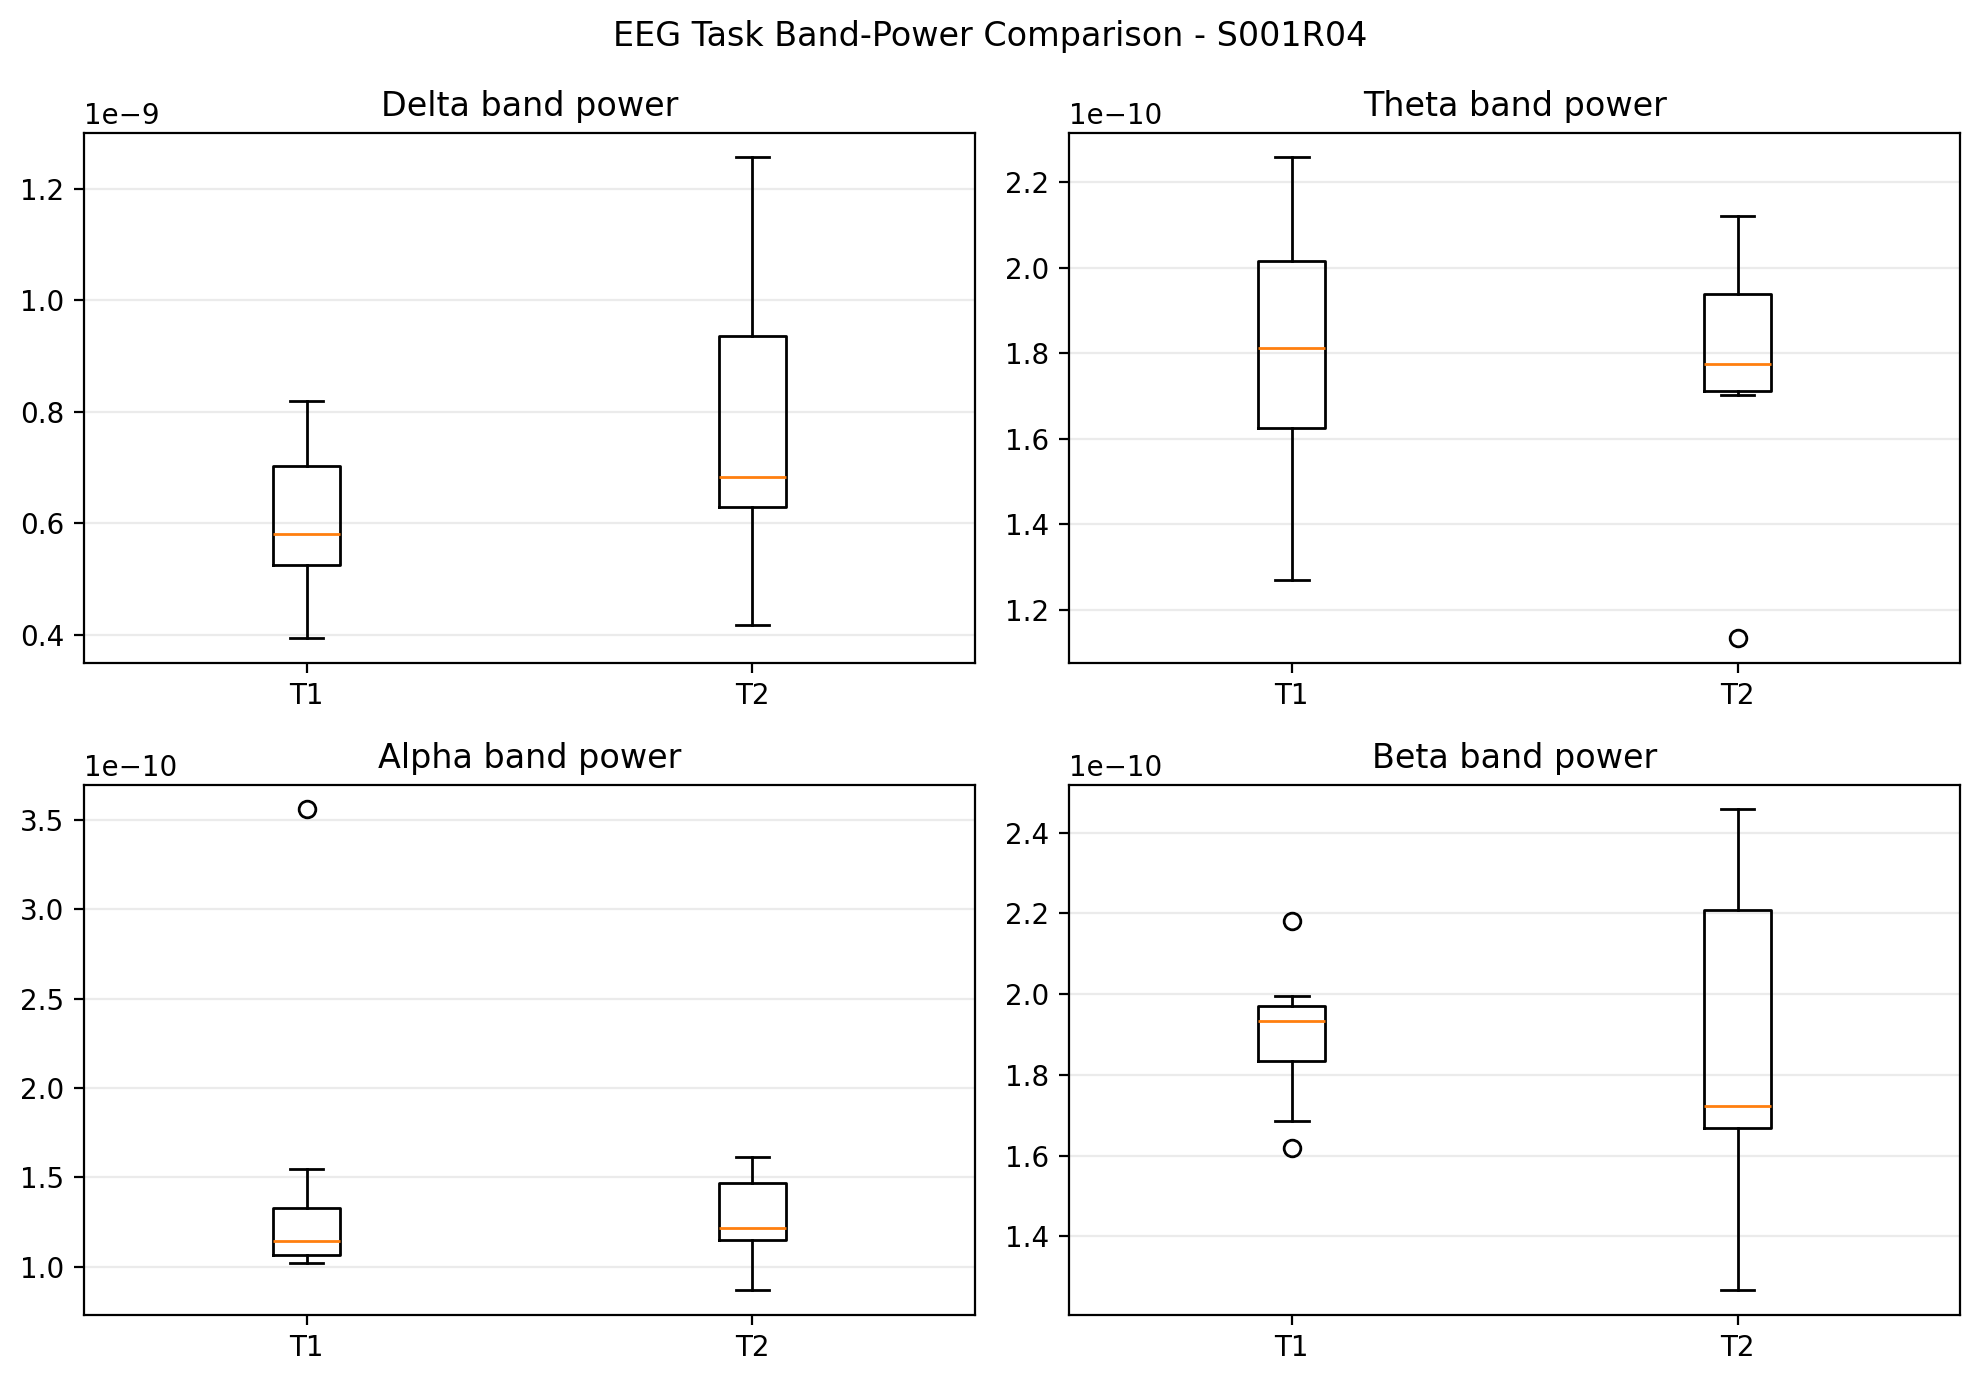 EEG Task Band-Power Comparison - S001R04
Delta band power
1e−9
1.2
1.0
0.8
0.6
0.4
T1 T2
Theta band power
1e−10
2.2
2.0
1.8
1.6
1.4
1.2
T1 T2
Alpha band power
1e−10
3.5
3.0
2.5
2.0
1.5
1.0
T1 T2
Beta band power
1e−10
2.4
2.2
2.0
1.8
1.6
1.4
T1 T2